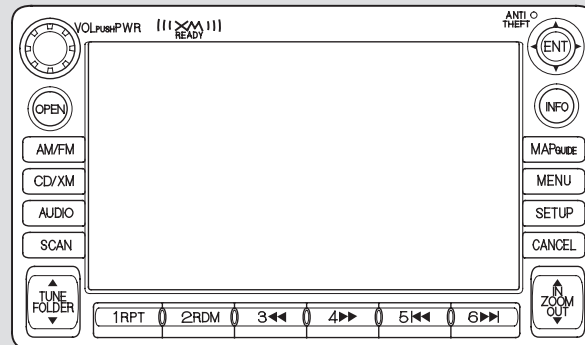 VOL PUSH PWR
XM
READY
ANTI
THEFT
ENT
OPEN
INFO
AM/FM
MAP GUIDE
CD/XM
MENU
AUDIO
SETUP
SCAN
CANCEL
TUNE
FOLDER
IN
ZOOM
OUT
1RPT
2RDM
3◀◀
4▶▶
5|◀◀
6▶▶|